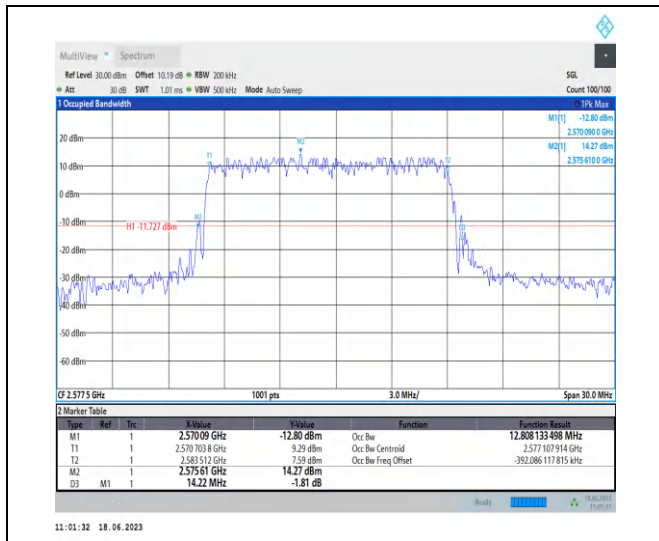 MultiView Spectrum
Ref Level 30.00 dBm Offset 10.19 dB RBW 200 kHz SGL
Att 30 dB SWT 1.01 ms VBW 500 kHz Mode Auto Sweep Count 100/100
1 Occupied Bandwidth 1Pk Max
M1[1] -12.80 dBm
2.570 090 0 GHz
M2[1] 14.27 dBm
2.575 610 0 GHz
20 dBm
T1 M2 T2
10 dBm
0 dBm
M1
-10 dBm
H1 -11.727 dBm
D3
-20 dBm
-30 dBm
-40 dBm
-50 dBm
-60 dBm
CF 2.577 5 GHz 1001 pts 3.0 MHz/ Span 30.0 MHz
2 Marker Table
Type Ref Trc X-Value Y-Value Function Function Result
M1 1 2.57009 GHz -12.80 dBm Occ Bw 12.808 133 498 MHz
T1 1 2.570 703 8 GHz 9.29 dBm Occ Bw Centroid 2.577 107 914 GHz
T2 1 2.583 512 GHz 7.59 dBm Occ Bw Freq Offset -392.086 117 815 kHz
M2 1 2.57561 GHz 14.27 dBm
D3 M1 1 14.22 MHz -1.81 dB
Ready 18.06.2023
11:01:32 18.06.2023